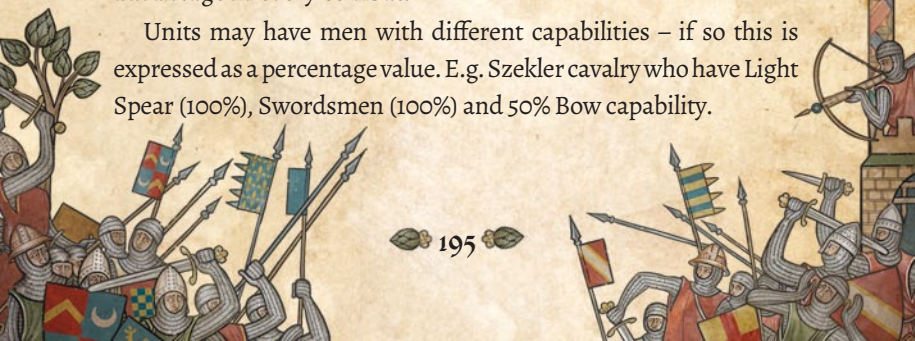 Units may have men with different capabilities – if so this is
expressed as a percentage value. E.g. Szekler cavalry who have Light
Spear (100%), Swordsmen (100%) and 50% Bow capability.
195